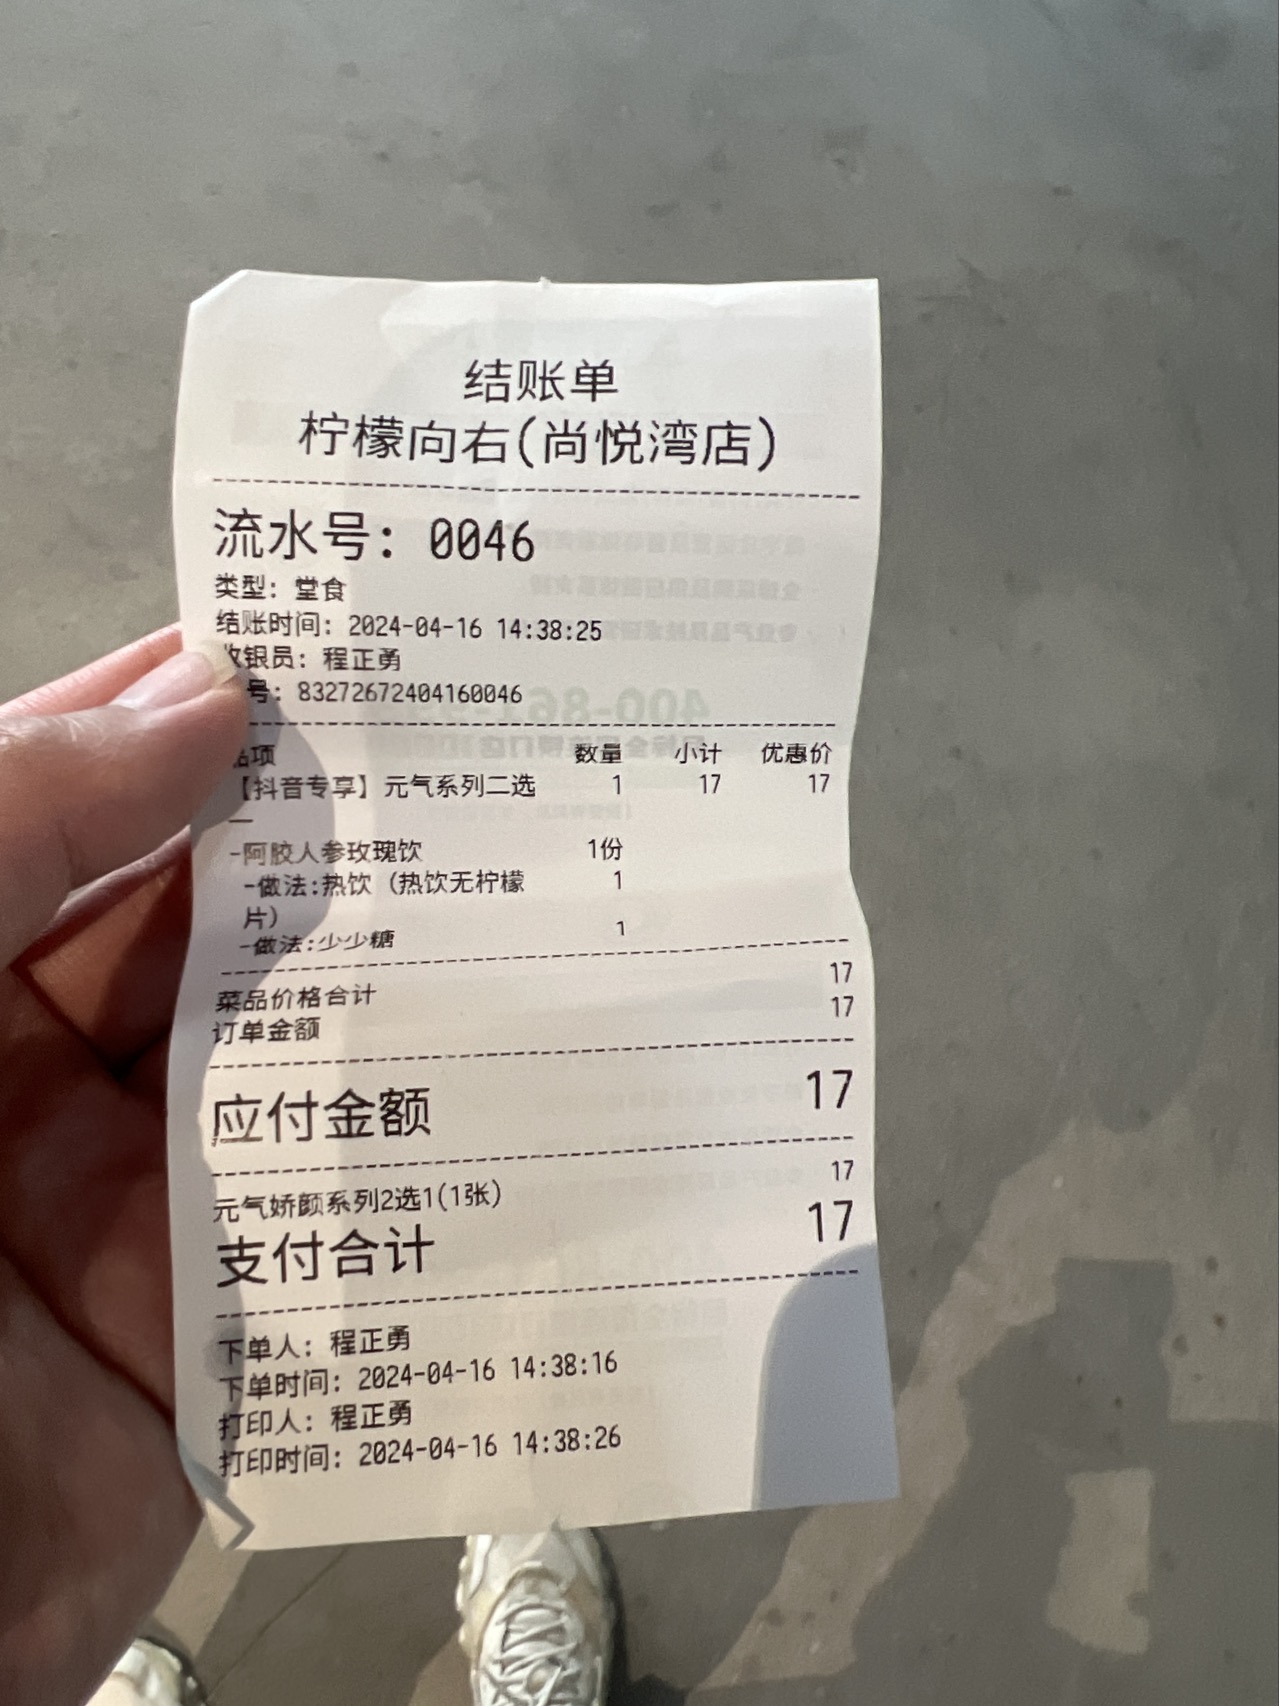 结账单
柠檬向右(尚悦湾店)
流水号: 0046
类型: 堂食
结账时间: 2024-04-16 14:38:25
收银员: 程正勇
号: 83272672404160046
品项 数量 小计 优惠价
【抖音专享】元气系列二选 1 17 17
一
-阿胶人参玫瑰饮 1份
-做法:热饮 (热饮无柠檬 1
片)
-做法:少少糖 1
菜品价格合计 17
订单金额 17
应付金额 17
元气娇颜系列2选1(1张) 17
支付合计 17
下单人: 程正勇
下单时间: 2024-04-16 14:38:16
打印人: 程正勇
打印时间: 2024-04-16 14:38:26